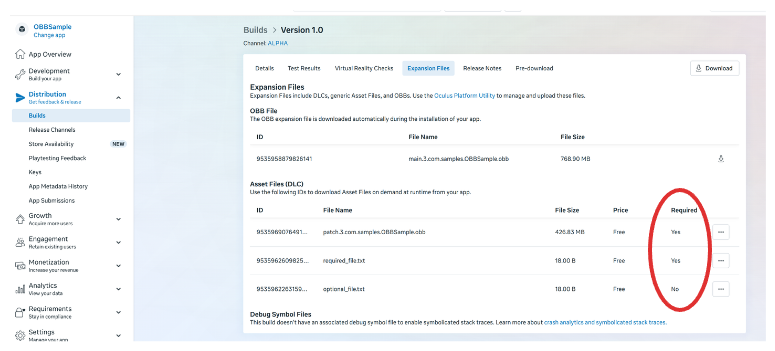 OBBSample
Change app
App Overview
Development
Build your app
Distribution
Get feedback & release
Builds
Release Channels
Store Availability NEW
Playtesting Feedback
Keys
App Metadata History
App Submissions
Growth
Acquire more users
Engagement
Retain existing users
Monetization
Increase your revenue
Analytics
View your data
Requirements
Stay in compliance
Settings
Manage your app
Builds > Version 1.0
Channel: ALPHA
Details Test Results Virtual Reality Checks Expansion Files Release Notes Pre-download Download
Expansion Files
Expansion Files include DLCs, generic Asset Files, and OBBs. Use the Oculus Platform Utility to manage and upload these files.
OBB File
The OBB expansion file is downloaded automatically during the installation of your app.
ID File Name File Size
9535958879828141 main.3.com.samples.OBBSample.obb 768.90 MB
Asset Files (DLC)
Use the following IDs to download Asset Files on demand at runtime from your app.
ID File Name File Size Price Required
9535969076491... patch.3.com.samples.OBBSample.obb 426.83 MB Free Yes ...
9535962609825... required_file.txt 18.00 B Free Yes ...
9535962263159... optional_file.txt 18.00 B Free No ...
Debug Symbol Files
This build doesn't have an associated debug symbol file to enable symbolicated stack traces. Learn more about crash analytics and symbolicated stack traces.